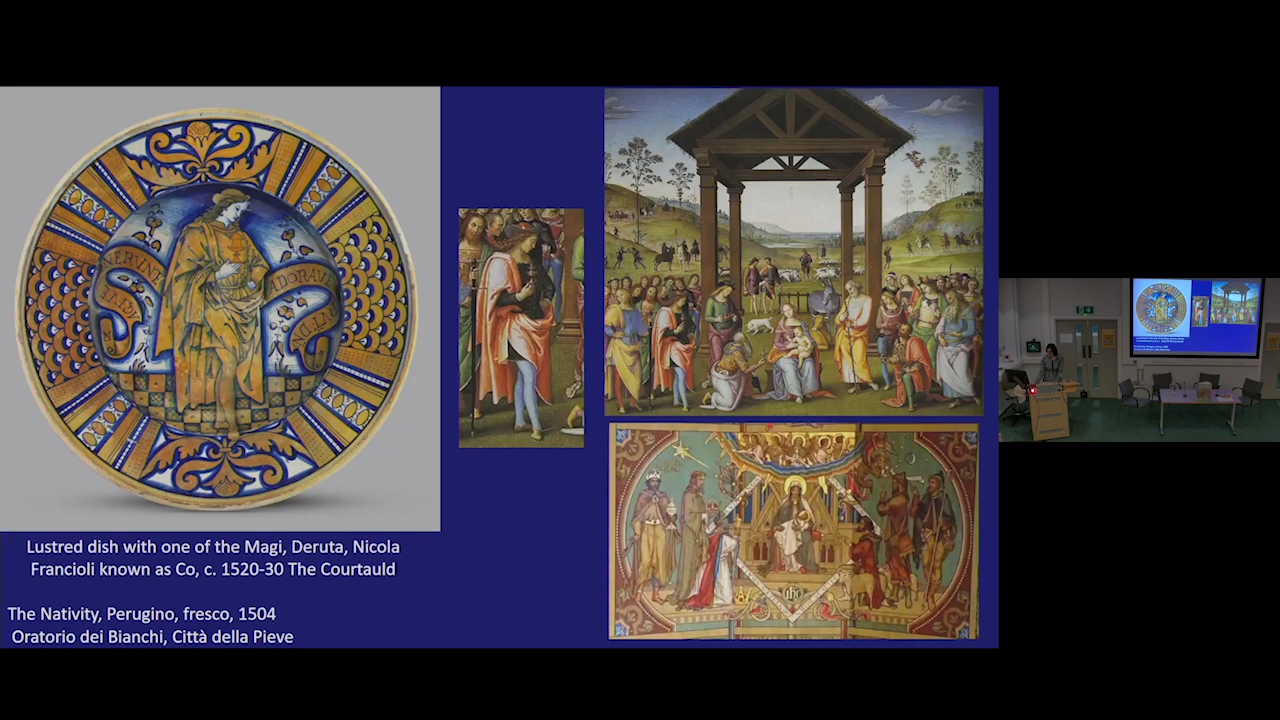 Lustred dish with one of the Magi, Deruta, Nicola
Francioli known as Co, c. 1520-30 The Courtauld
The Nativity, Perugino, fresco, 1504
Oratorio dei Bianchi, Città della Pieve